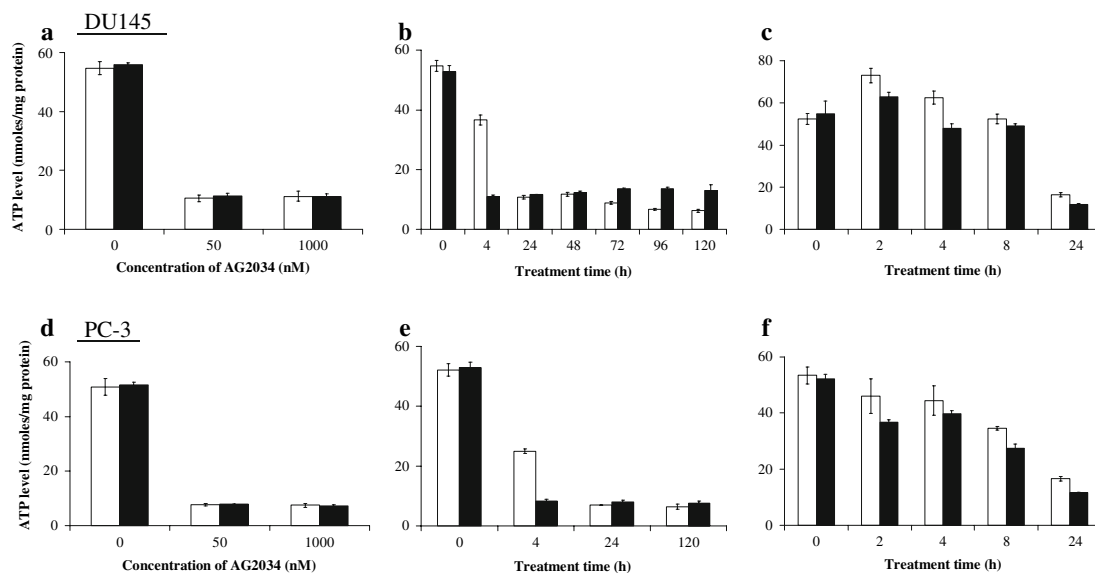 DU145
a
b
c
ATP level (nmoles/mg protein)
60
40
20
0
0 50 1000
Concentration of AG2034 (nM)
60
40
20
0
0 4 24 48 72 96 120
Treatment time (h)
80
60
40
20
0
0 2 4 8 24
Treatment time (h)
PC-3
d
e
f
ATP level (nmoles/mg protein)
60
40
20
0
0 50 1000
Concentration of AG2034 (nM)
60
40
20
0
0 4 24 120
Treatment time (h)
60
40
20
0
0 2 4 8 24
Treatment time (h)